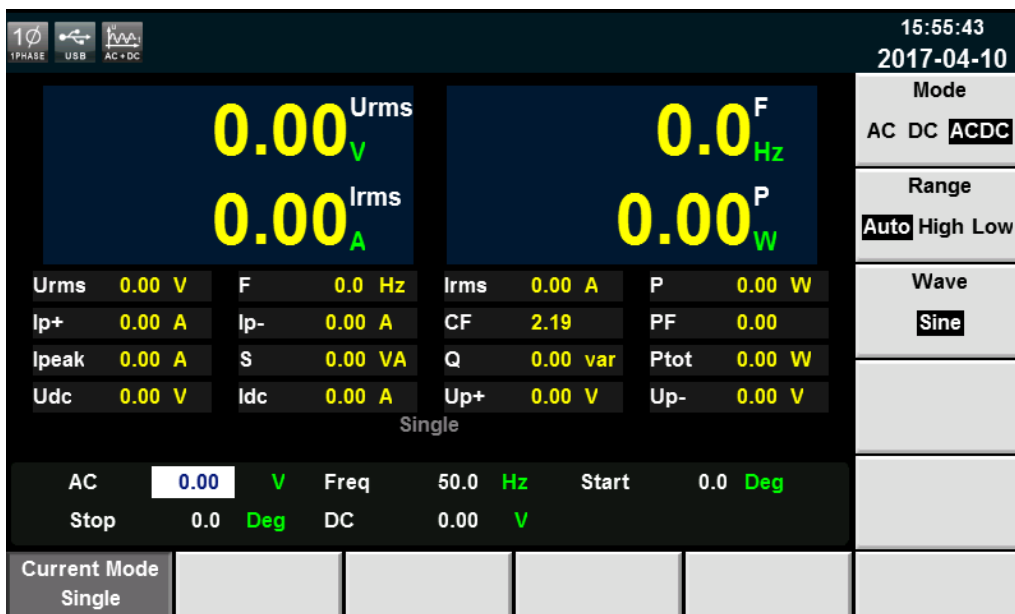 1Ø 1PHASE USB U AC+DC
15:55:43
2017-04-10
0.00 Urms V
0.0 F Hz
0.00 Irms A
0.00 P W
Urms 0.00 V F 0.0 Hz Irms 0.00 A P 0.00 W
Ip+ 0.00 A Ip- 0.00 A CF 2.19 PF 0.00
Ipeak 0.00 A S 0.00 VA Q 0.00 var Ptot 0.00 W
Udc 0.00 V Idc 0.00 A Up+ 0.00 V Up- 0.00 V
Single
AC 0.00 V Freq 50.0 Hz Start 0.0 Deg
Stop 0.0 Deg DC 0.00 V
Mode
AC DC ACDC
Range
Auto High Low
Wave
Sine
Current Mode
Single